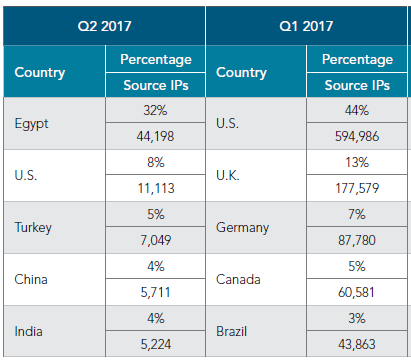 Q2 2017 Q1 2017
Country Percentage Country Percentage
Source IPs Source IPs
Egypt 32% U.S. 44%
44,198 594,986
U.S. 8% U.K. 13%
11,113 177,579
Turkey 5% Germany 7%
7,049 87,780
China 4% Canada 5%
5,711 60,581
India 4% Brazil 3%
5,224 43,863